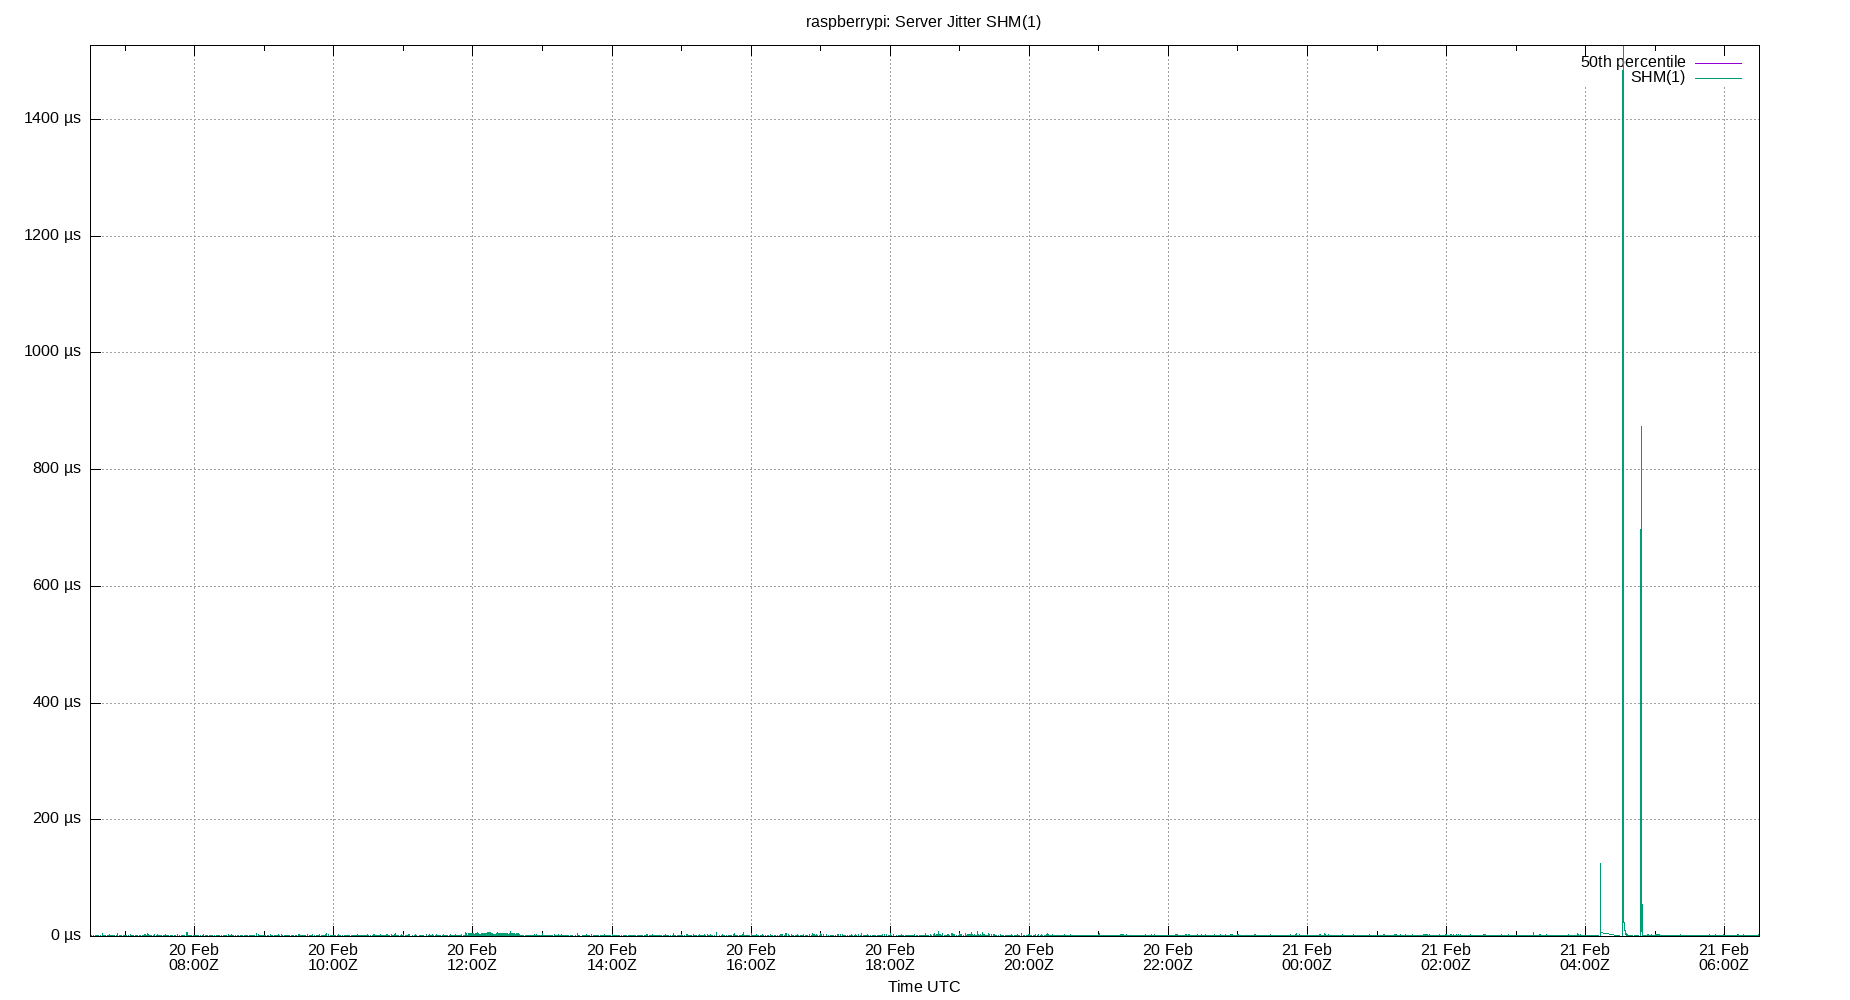 raspberrypi: Server Jitter SHM(1)
50th percentile
SHM(1)
1400 µs
1200 µs
1000 µs
800 µs
600 µs
400 µs
200 µs
0 µs
20 Feb 20 Feb 20 Feb 20 Feb 20 Feb 20 Feb 20 Feb 20 Feb 21 Feb 21 Feb 21 Feb 21 Feb
08:00Z 10:00Z 12:00Z 14:00Z 16:00Z 18:00Z 20:00Z 22:00Z 00:00Z 02:00Z 04:00Z 06:00Z
Time UTC